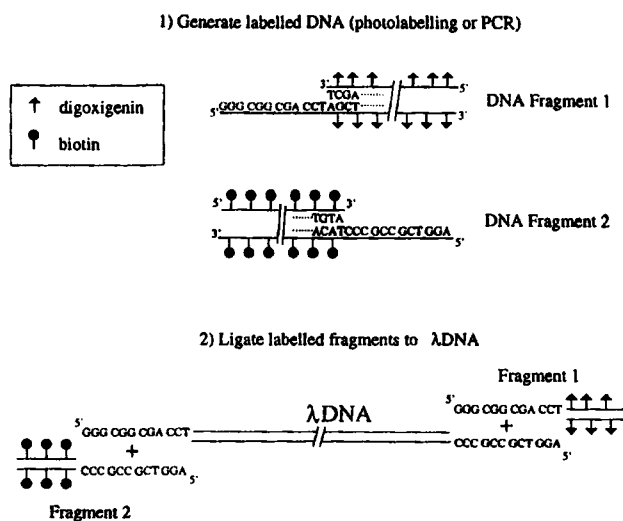 1) Generate labelled DNA (photolabelling or PCR)
digoxigenin
biotin
3' 5'
TCGA
5' GGG CGG CGA CCTAGCT 3'
DNA Fragment 1
5' 3'
TGTA
3' ACATCCC GCC GCT GGA 5'
DNA Fragment 2
2) Ligate labelled fragments to λDNA
Fragment 1
5' GGG CGG CGA CCT
+
CCC GCC GCT GGA 5'
λDNA
5' GGG CGG CGA CCT
+
CCC GCC GCT GGA 5'
Fragment 2